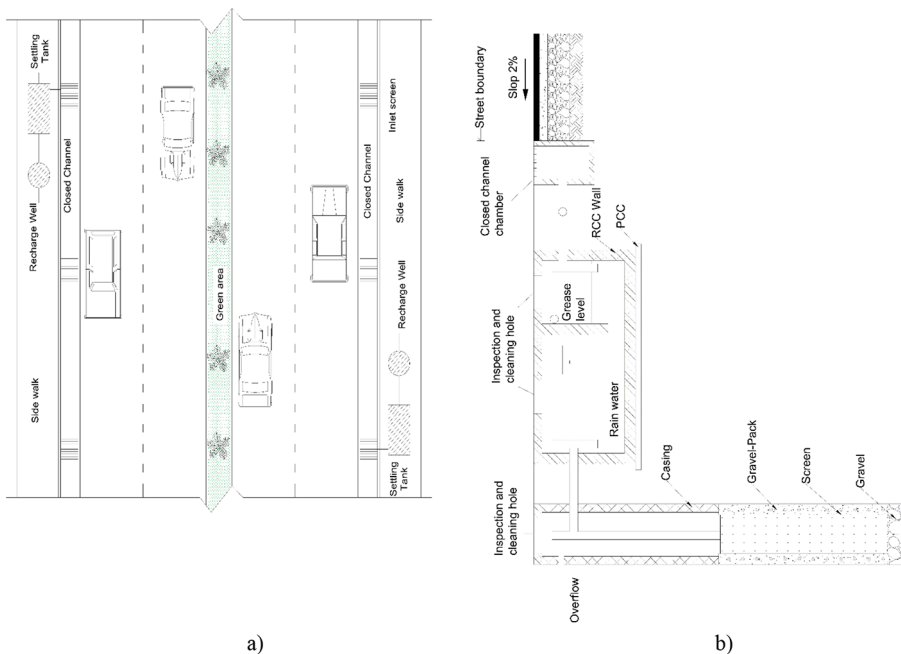 Settling
Tank
Recharge Well
Closed Channel
Side walk
Green area
Inlet screen
Side walk
Closed Channel
Recharge Well
Settling
Tank
a)
Street boundary
Slop 2%
Closed channel
chamber
RCC Wall
PCC
Inspection and
cleaning hole
Grease
level
Rain water
Inspection and
cleaning hole
Casing
Gravel-Pack
Screen
Gravel
Overflow
b)